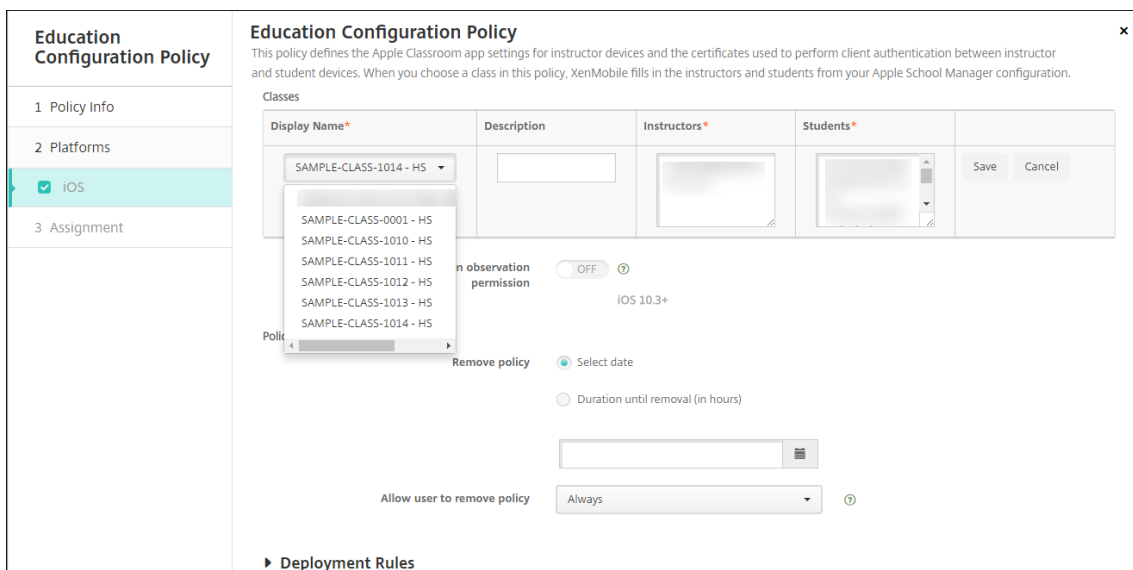 Education
Configuration Policy
1 Policy Info
2 Platforms
iOS
3 Assignment
Education Configuration Policy
×
This policy defines the Apple Classroom app settings for instructor devices and the certificates used to perform client authentication between instructor
and student devices. When you choose a class in this policy, XenMobile fills in the instructors and students from your Apple School Manager configuration.
Classes
Display Name* Description Instructors* Students*
SAMPLE-CLASS-1014 - HS Save Cancel
SAMPLE-CLASS-0001 - HS
SAMPLE-CLASS-1010 - HS
SAMPLE-CLASS-1011 - HS
SAMPLE-CLASS-1012 - HS
SAMPLE-CLASS-1013 - HS
SAMPLE-CLASS-1014 - HS
observation
permission
OFF ?
iOS 10.3+
Remove policy Select date
Duration until removal (in hours)
Allow user to remove policy Always ?
Deployment Rules